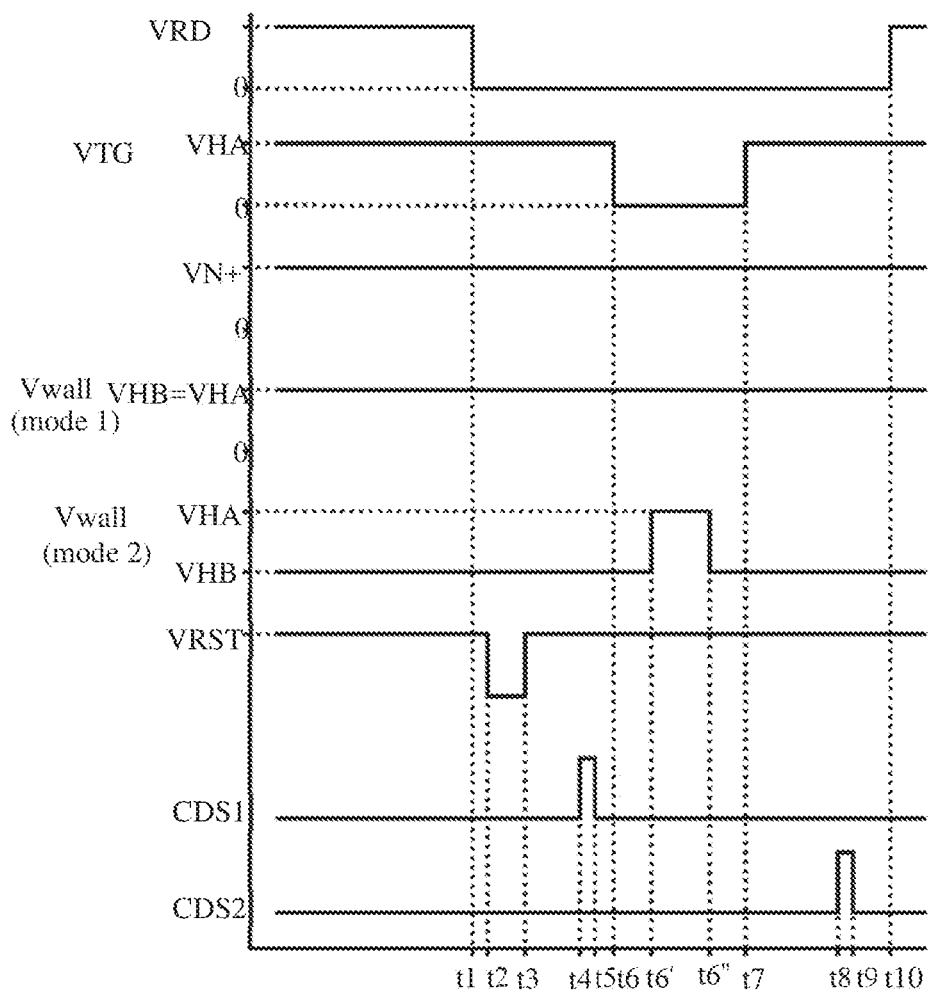 VRD
0
VTG VHA
0
VN+
0
Vwall VHB=VHA
(mode 1)
0
Vwall VHA
(mode 2)
VHB
VRST
CDS1
CDS2
t1 t2 t3 t4 t5 t6 t6' t6" t7 t8 t9 t10